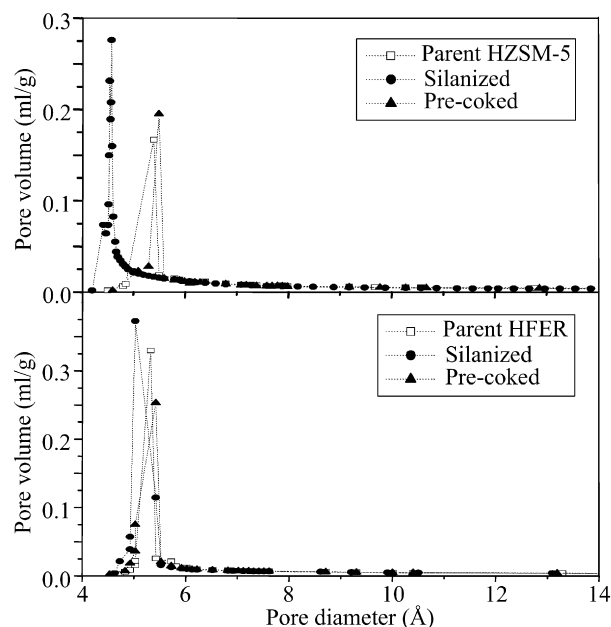 0.3
0.2
0.1
0.0
Pore volume (ml/g)
Parent HZSM-5
Silanized
Pre-coked
0.3
0.2
0.1
0.0
Pore volume (ml/g)
Parent HFER
Silanized
Pre-coked
4 6 8 10 12 14
Pore diameter (Å)